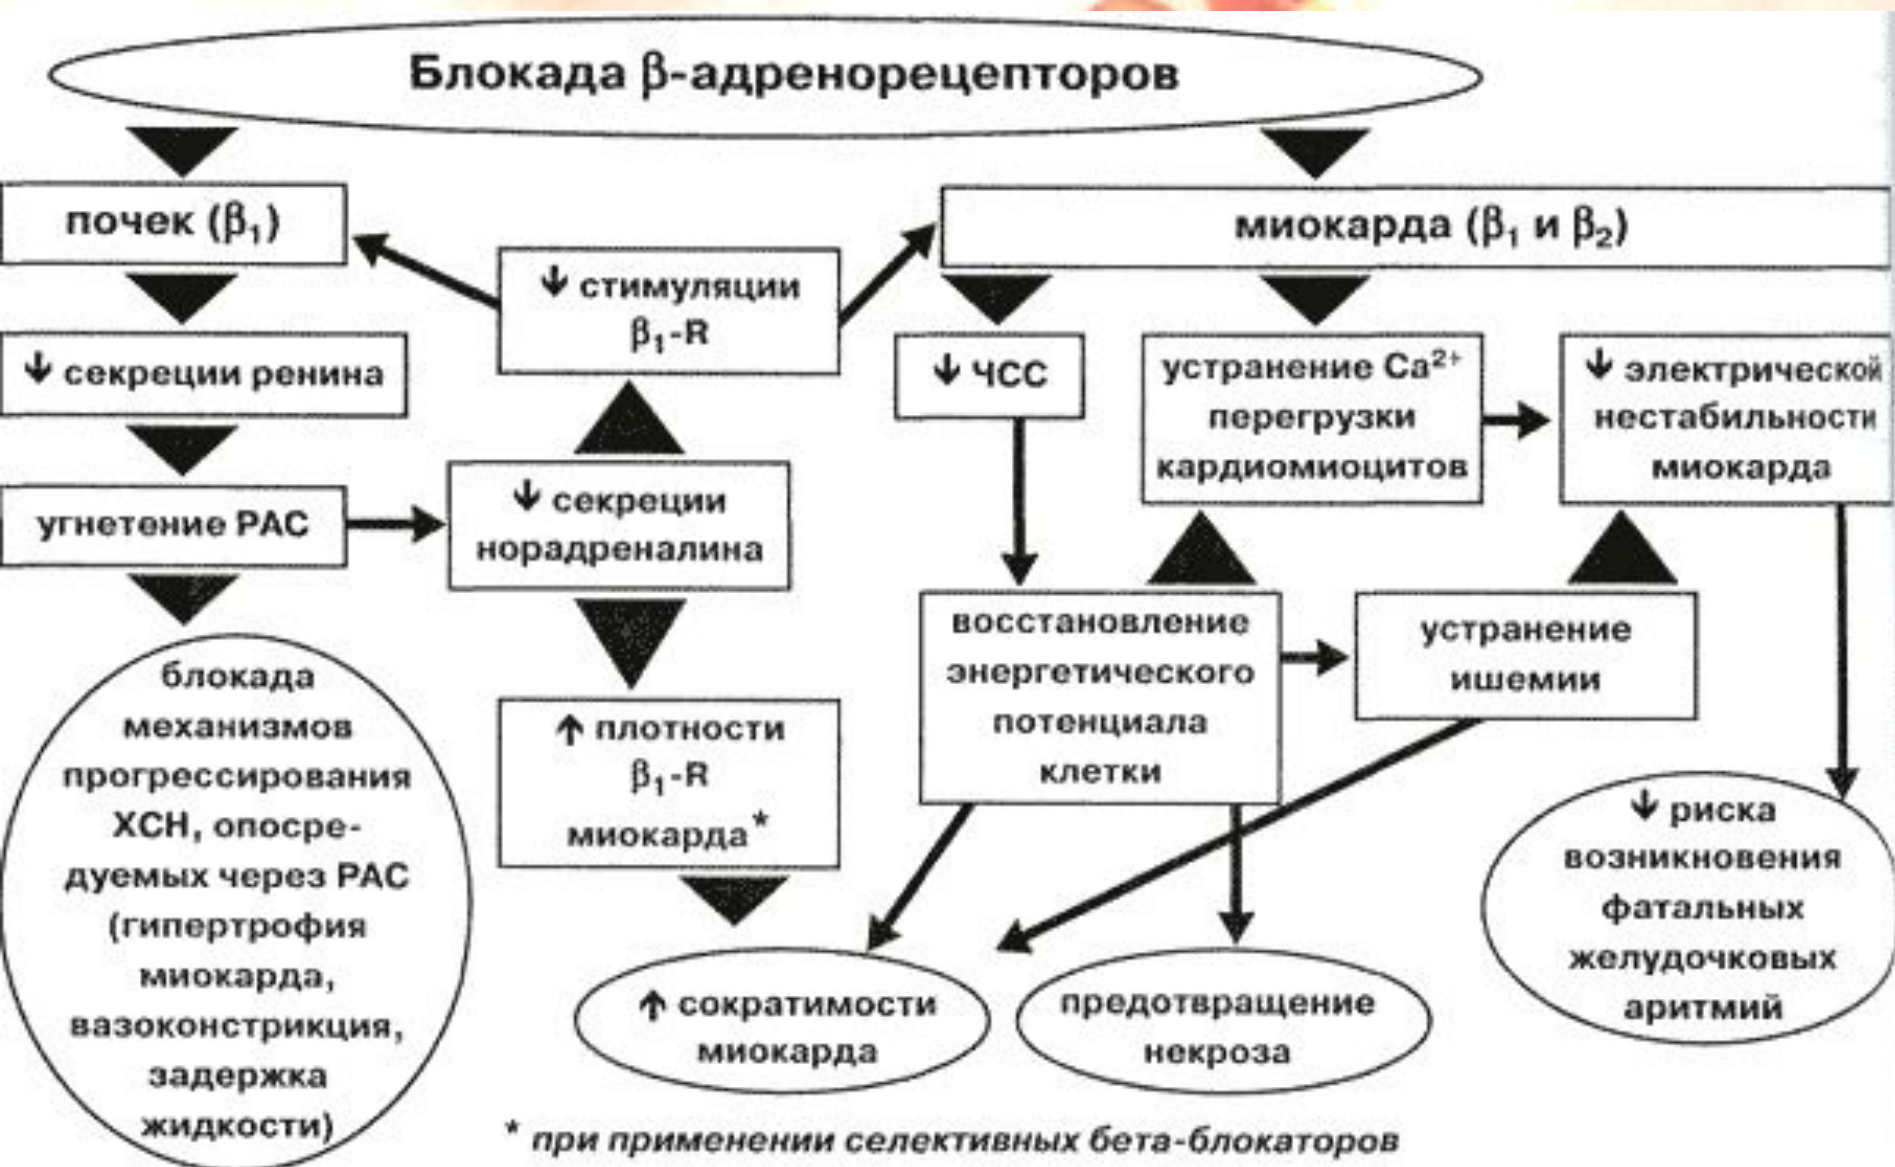 Блокада β-адренорецепторов
почек (β₁)
миокарда (β₁ и β₂)
↓ стимуляции
β₁-R
↓ секреции ренина
↓ ЧСС
устранение Ca²⁺
перегрузки
кардиомиоцитов
↓ электрической
нестабильности
миокарда
угнетение РАС
↓ секреции
норадреналина
восстановление
энергетического
потенциала
клетки
устранение
ишемии
блокада
механизмов
прогрессирования
ХСН, опосре-
дуемых через РАС
(гипертрофия
миокарда,
вазоконстрикция,
задержка
жидкости)
↑ плотности
β₁-R
миокарда*
↓ риска
возникновения
фатальных
желудочковых
аритмий
↑ сократимости
миокарда
предотвращение
некроза
* при применении селективных бета-блокаторов